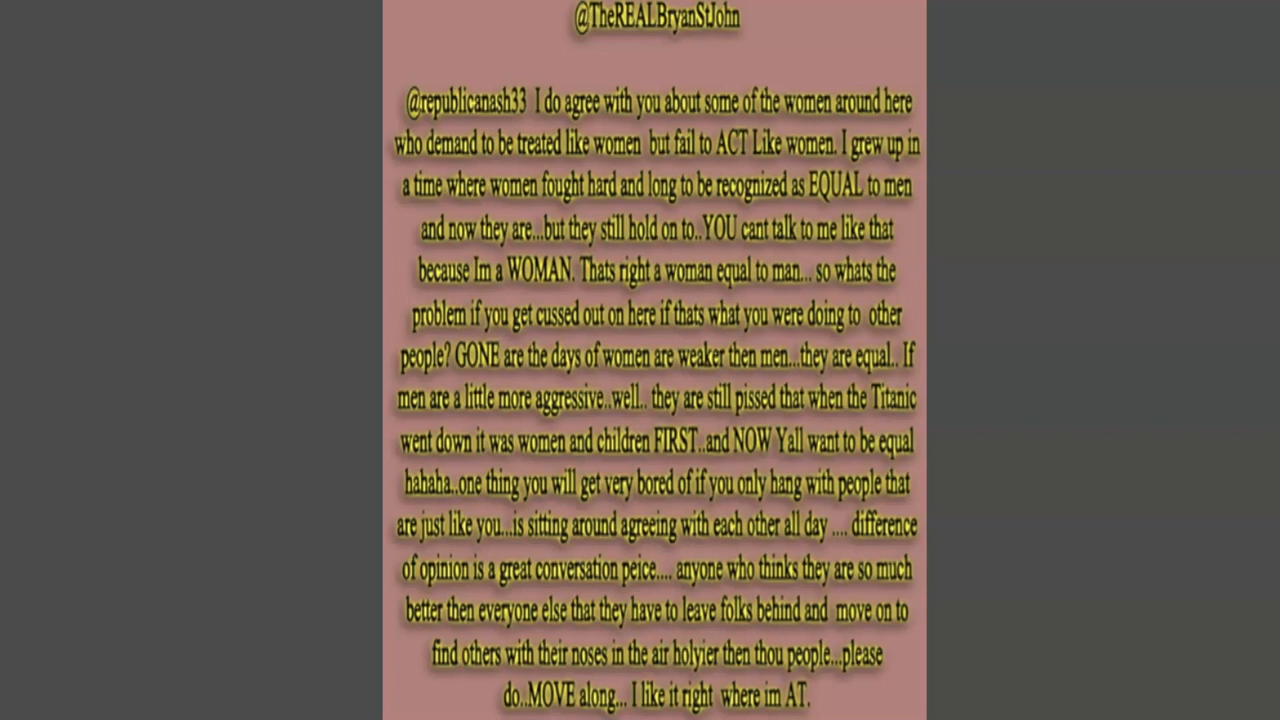 @TheREALBryanStJohn
@republicanash33 I do agree with you about some of the women around here
who demand to be treated like women but fail to ACT Like women. I grew up in
a time where women fought hard and long to be recognized as EQUAL to men
and now they are...but they still hold on to..YOU cant talk to me like that
because Im a WOMAN. Thats right a woman equal to man... so whats the
problem if you get cussed out on here if thats what you were doing to other
people? GONE are the days of women are weaker then men...they are equal.. If
men are a little more aggressive..well.. they are still pissed that when the Titanic
went down it was women and children FIRST..and NOW Yall want to be equal
hahaha..one thing you will get very bored of if you only hang with people that
are just like you...is sitting around agreeing with each other all day .... difference
of opinion is a great conversation peice.... anyone who thinks they are so much
better then everyone else that they have to leave folks behind and move on to
find others with their noses in the air holyier then thou people...please
do..MOVE along... I like it right where im AT.